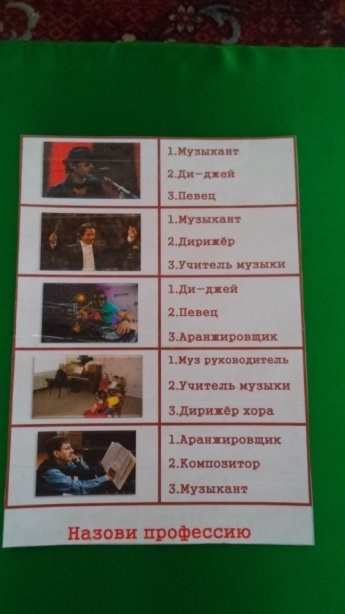 1.Музыкант
2.Ди-джей
3.Певец
1.Музыкант
2.Дирижёр
3.Учитель музыки
1.Ди-джей
2.Певец
3.Аранжировщик
1.Муз руководитель
2.Учитель музыки
3.Дирижёр хора
1.Аранжировщик
2.Композитор
3.Музыкант
Назови профессию